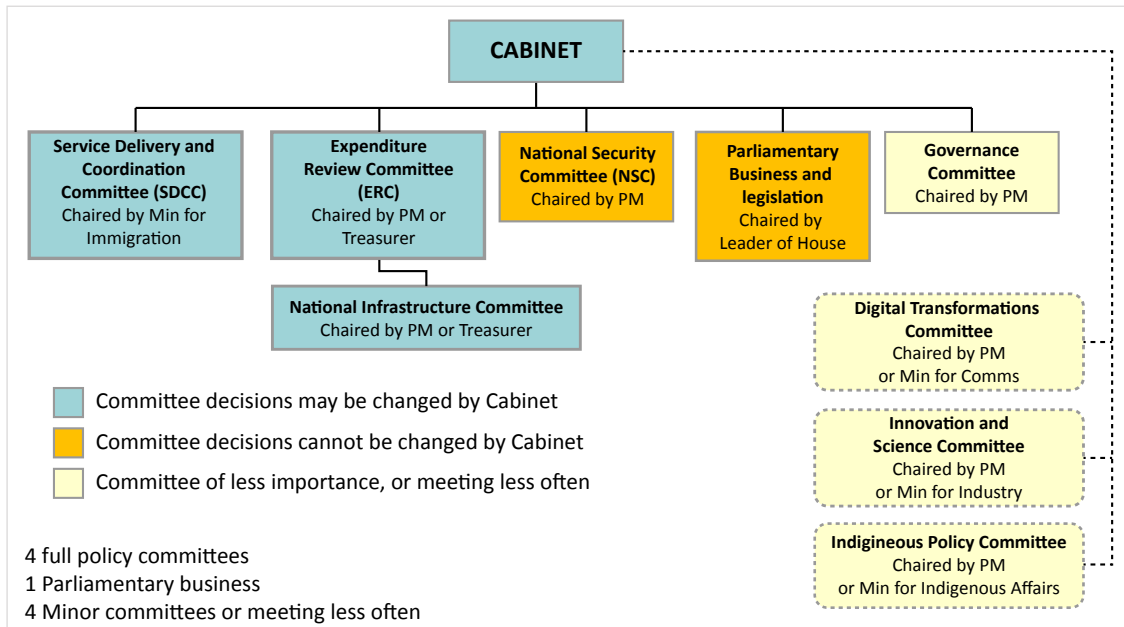 CABINET
Service Delivery and
Coordination
Committee (SDCC)
Chaired by Min for
Immigration
Expenditure
Review Committee
(ERC)
Chaired by PM or
Treasurer
National Security
Committee (NSC)
Chaired by PM
Parliamentary
Business and
legislation
Chaired by
Leader of House
Governance
Committee
Chaired by PM
National Infrastructure Committee
Chaired by PM or Treasurer
Digital Transformations
Committee
Chaired by PM
or Min for Comms
Innovation and
Science Committee
Chaired by PM
or Min for Industry
Indigineous Policy Committee
Chaired by PM
or Min for Indigenous Affairs
Committee decisions may be changed by Cabinet
Committee decisions cannot be changed by Cabinet
Committee of less importance, or meeting less often
4 full policy committees
1 Parliamentary business
4 Minor committees or meeting less often